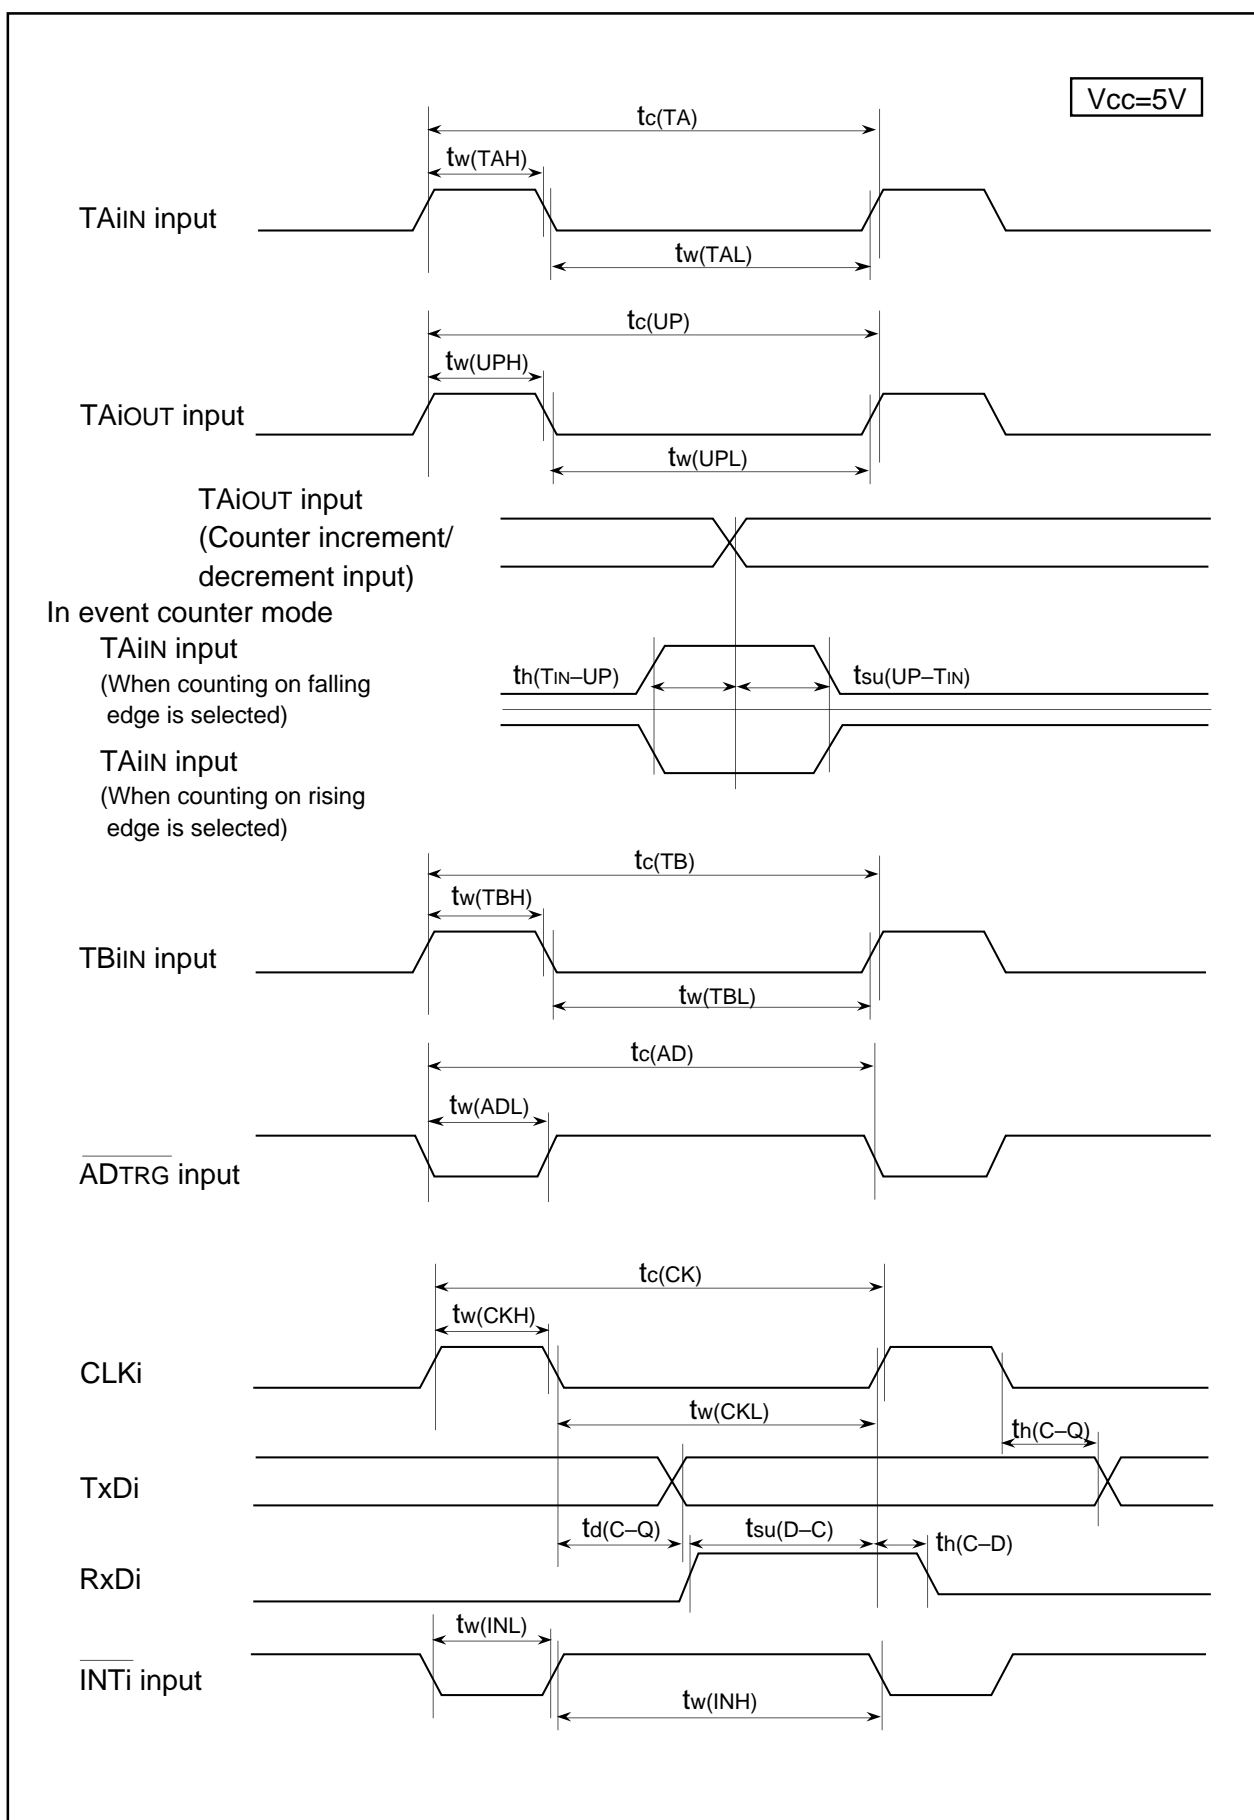 Vcc=5V
tc(TA)
tw(TAH)
TAiIN input
tw(TAL)
tc(UP)
tw(UPH)
TAiOUT input
tw(UPL)
TAiOUT input
(Counter increment/
decrement input)
In event counter mode
TAiIN input
(When counting on falling
edge is selected)
th(TIN–UP)
tsu(UP–TIN)
TAiIN input
(When counting on rising
edge is selected)
tc(TB)
tw(TBH)
TBiIN input
tw(TBL)
tc(AD)
tw(ADL)
ADTRG input
tc(CK)
tw(CKH)
CLKi
tw(CKL)
th(C–Q)
TxDi
td(C–Q)
tsu(D–C)
th(C–D)
RxDi
tw(INL)
INTi input
tw(INH)